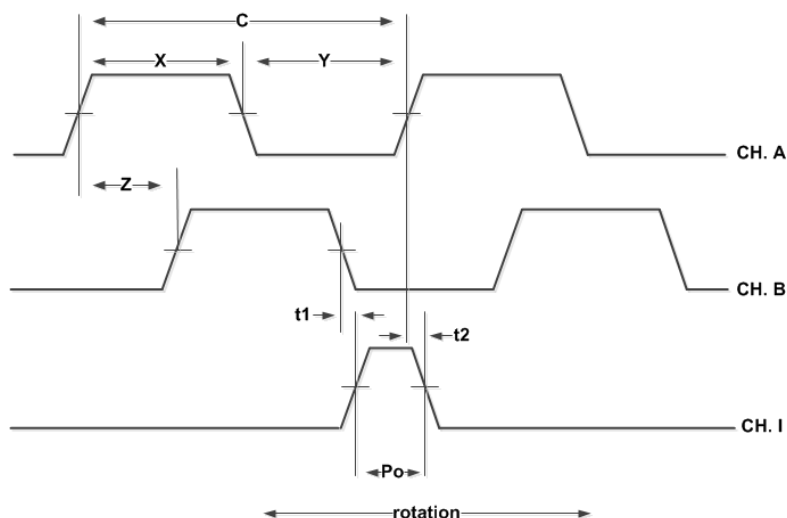 C
X
Y
CH. A
Z
CH. B
t1
t2
CH. I
Po
rotation